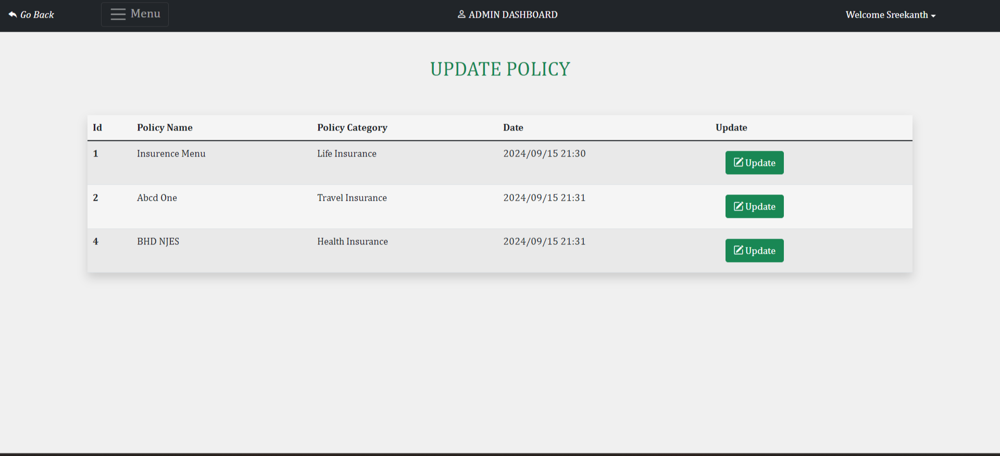 Go Back Menu ADMIN DASHBOARD Welcome Sreekanth
UPDATE POLICY
Id Policy Name Policy Category Date Update
1 Insurence Menu Life Insurance 2024/09/15 21:30 Update
2 Abcd One Travel Insurance 2024/09/15 21:31 Update
4 BHD NJES Health Insurance 2024/09/15 21:31 Update